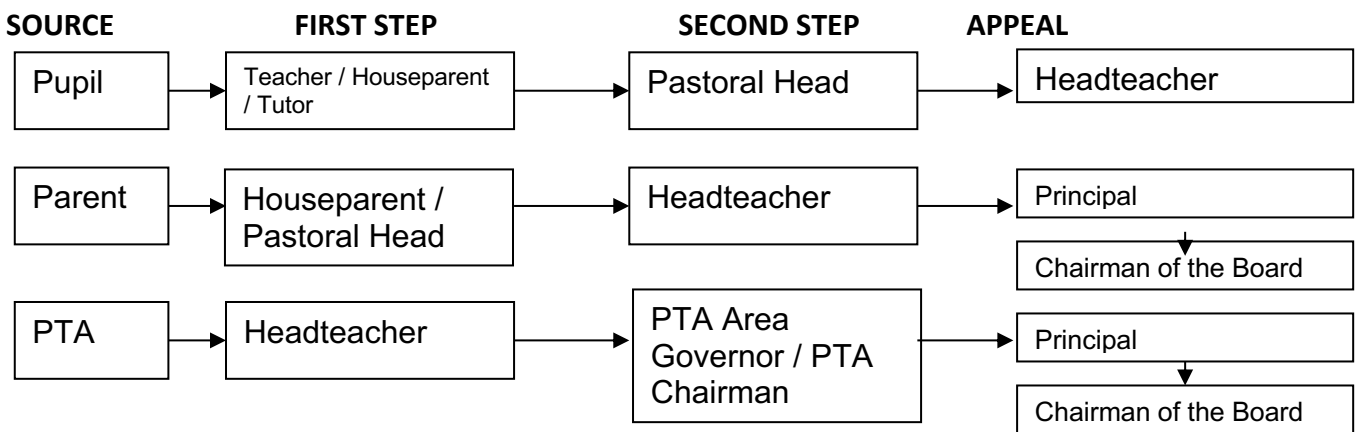 SOURCE FIRST STEP SECOND STEP APPEAL
Pupil
Teacher / Houseparent
/ Tutor
Pastoral Head
Headteacher
Parent
Houseparent /
Pastoral Head
Headteacher
Principal
Chairman of the Board
PTA
Headteacher
PTA Area
Governor / PTA
Chairman
Principal
Chairman of the Board